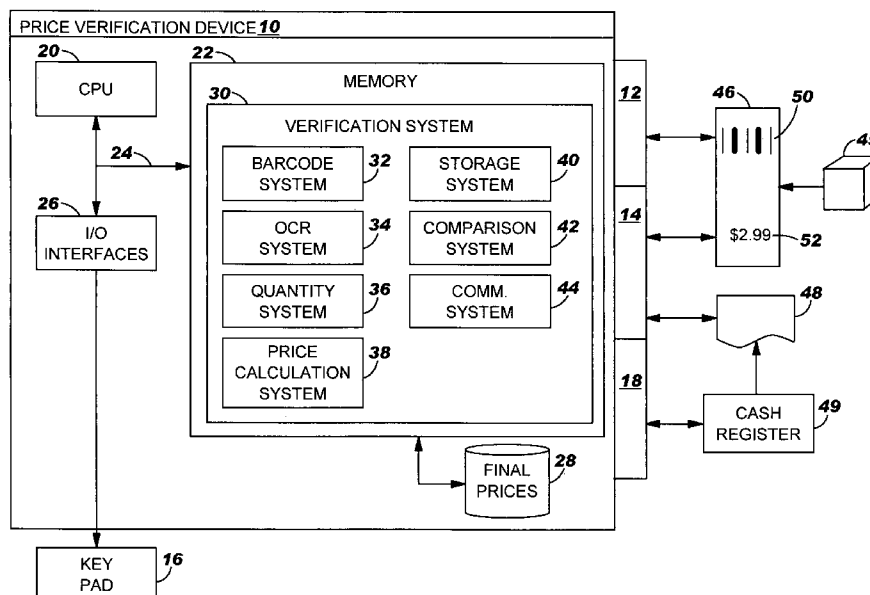 PRICE VERIFICATION DEVICE 10
20
CPU
24
26
I/O
INTERFACES
22
MEMORY
30
VERIFICATION SYSTEM
BARCODE
SYSTEM
32
STORAGE
SYSTEM
40
OCR
SYSTEM
34
COMPARISON
SYSTEM
42
QUANTITY
SYSTEM
36
COMM.
SYSTEM
44
PRICE
CALCULATION
SYSTEM
38
FINAL
PRICES
28
12
14
18
46
50
$2.99
52
48
CASH
REGISTER
49
KEY
PAD
16